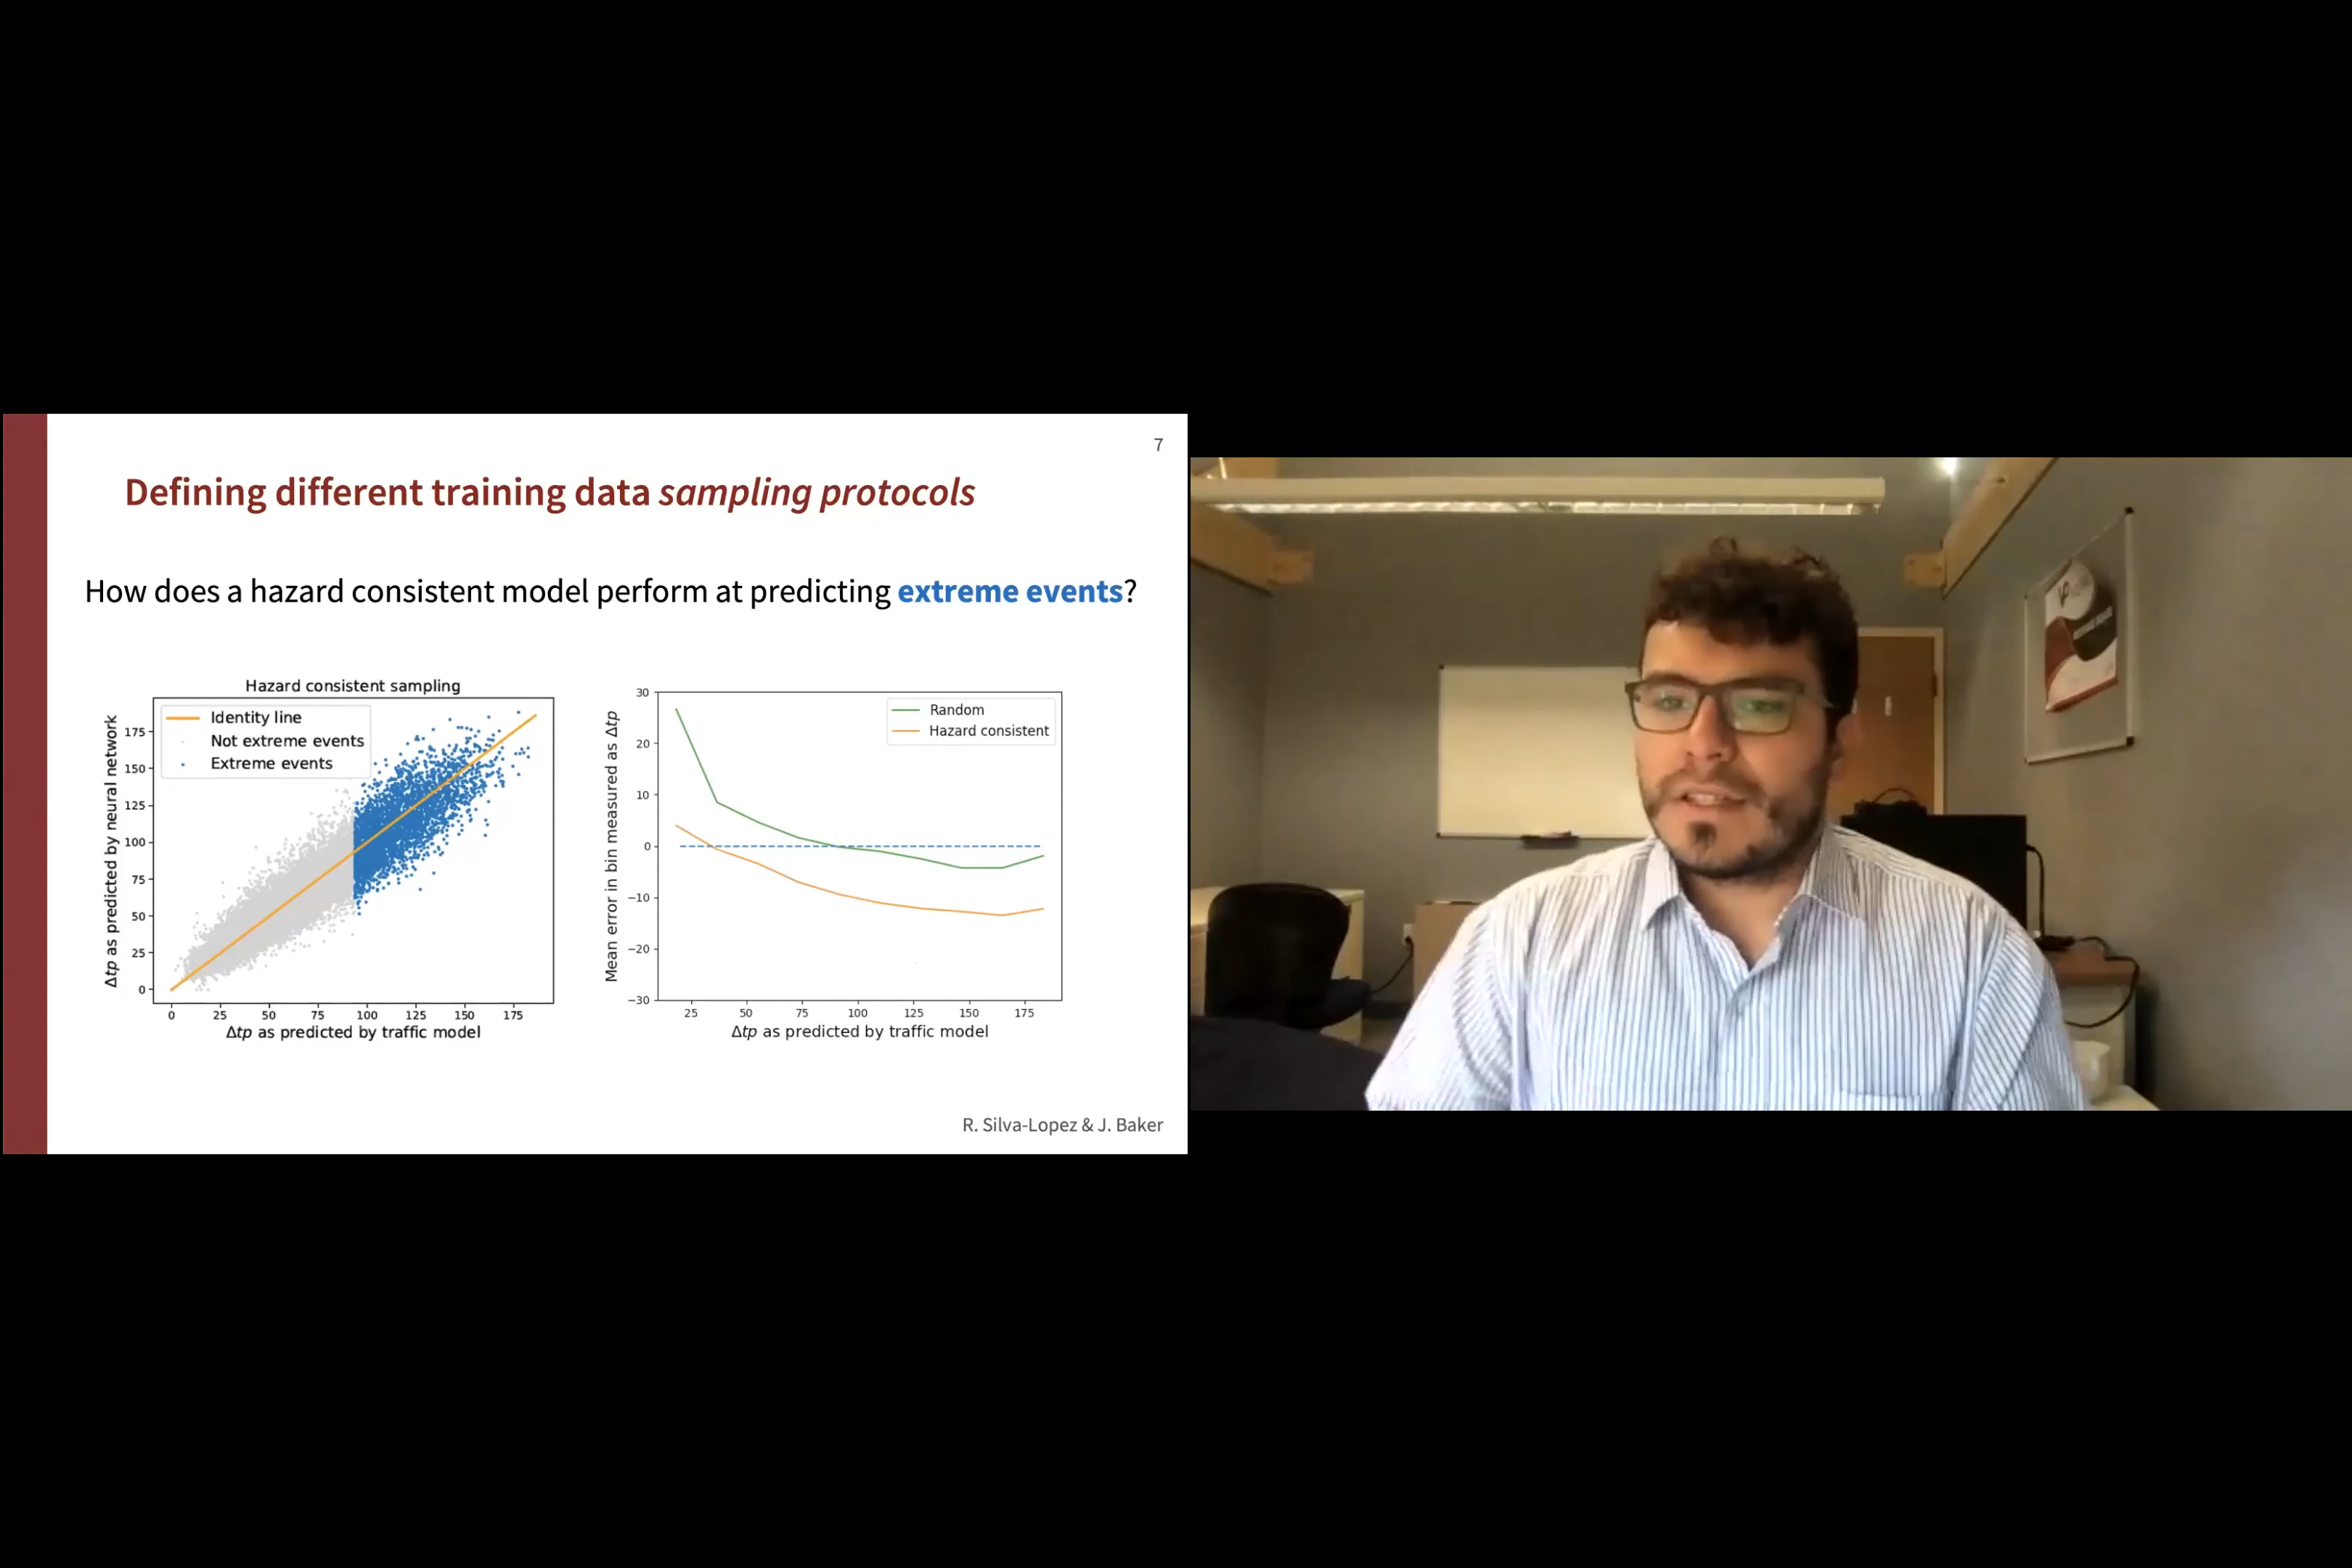 7
Defining different training data sampling protocols
How does a hazard consistent model perform at predicting extreme events?
Hazard consistent sampling
Identity line
Not extreme events
Extreme events
Δtp as predicted by neural network
175
150
125
100
75
50
25
0
0 25 50 75 100 125 150 175
Δtp as predicted by traffic model
Random
Hazard consistent
Mean error in bin measured as Δtp
30
20
10
0
−10
−20
−30
25 50 75 100 125 150 175
Δtp as predicted by traffic model
R. Silva-Lopez & J. Baker